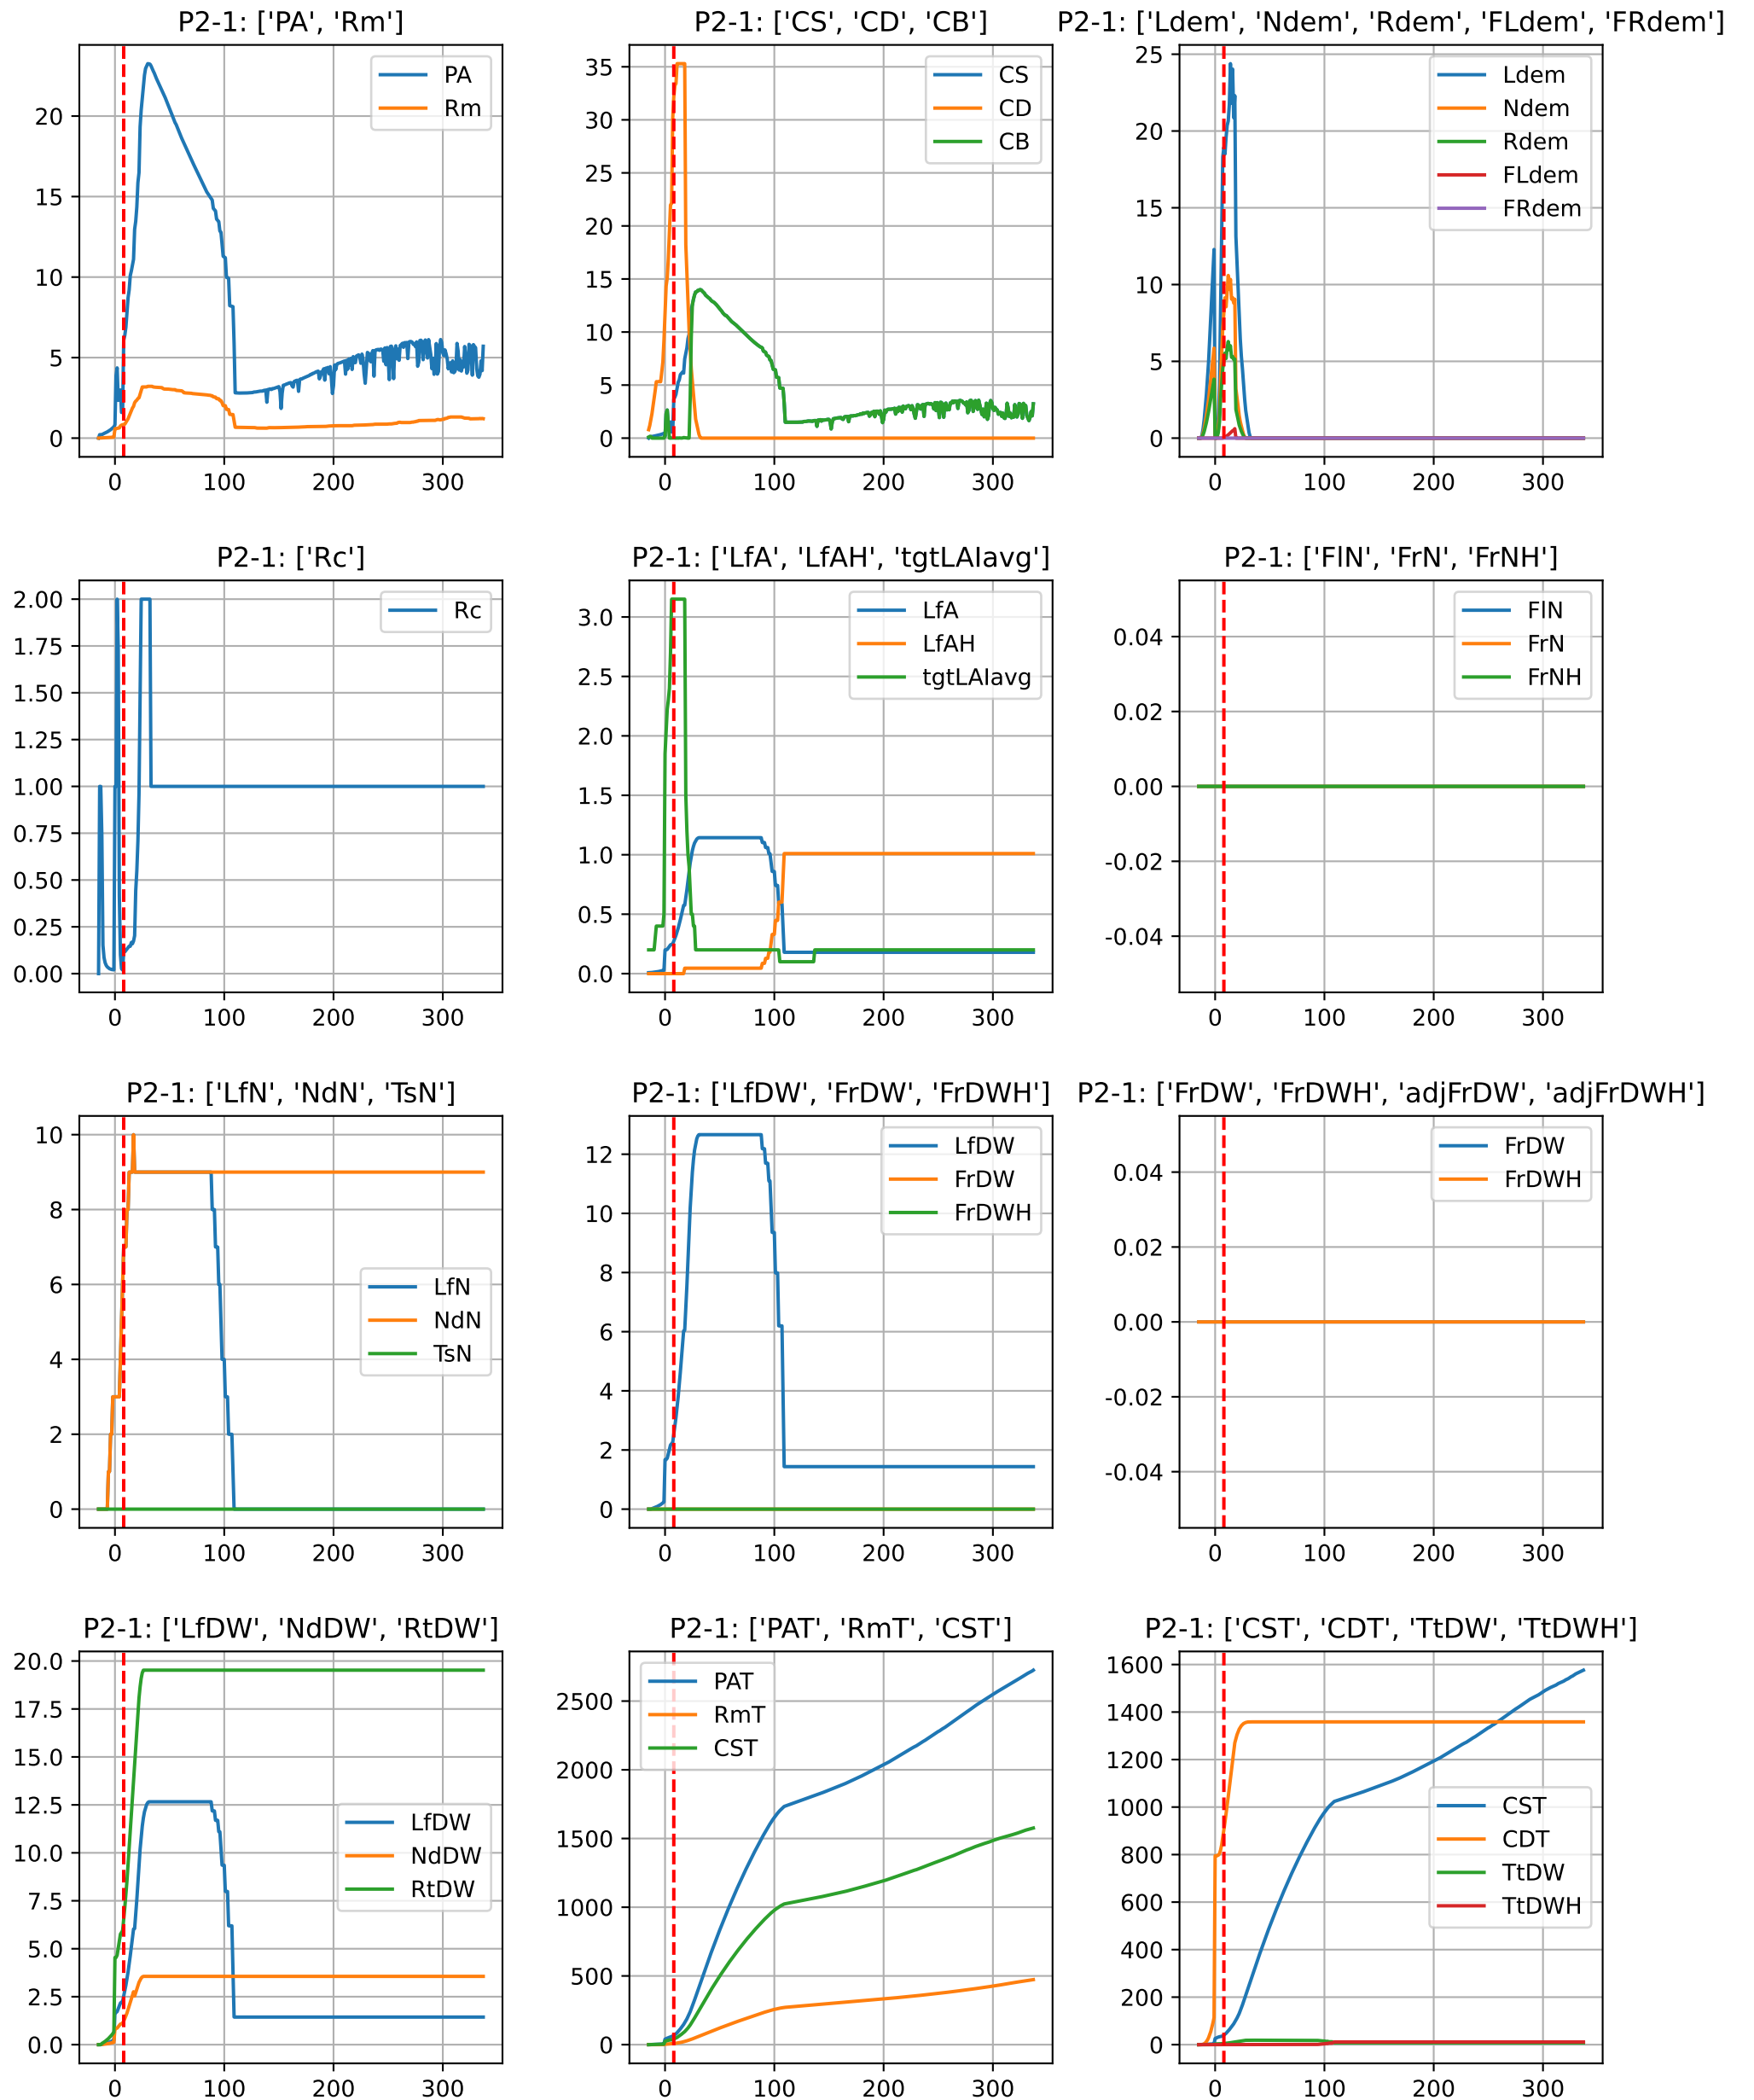 P2-1: ['PA', 'Rm']
20
15
10
5
0
0 100 200 300
PA
Rm
P2-1: ['CS', 'CD', 'CB']
35
30
25
20
15
10
5
0
0 100 200 300
CS
CD
CB
P2-1: ['Ldem', 'Ndem', 'Rdem', 'FLdem', 'FRdem']
25
20
15
10
5
0
0 100 200 300
Ldem
Ndem
Rdem
FLdem
FRdem
P2-1: ['Rc']
2.00
1.75
1.50
1.25
1.00
0.75
0.50
0.25
0.00
0 100 200 300
Rc
P2-1: ['LfA', 'LfAH', 'tgtLAIavg']
3.0
2.5
2.0
1.5
1.0
0.5
0.0
0 100 200 300
LfA
LfAH
tgtLAIavg
P2-1: ['FlN', 'FrN', 'FrNH']
0.04
0.02
0.00
-0.02
-0.04
0 100 200 300
FlN
FrN
FrNH
P2-1: ['LfN', 'NdN', 'TsN']
10
8
6
4
2
0
0 100 200 300
LfN
NdN
TsN
P2-1: ['LfDW', 'FrDW', 'FrDWH']
12
10
8
6
4
2
0
0 100 200 300
LfDW
FrDW
FrDWH
P2-1: ['FrDW', 'FrDWH', 'adjFrDW', 'adjFrDWH']
0.04
0.02
0.00
-0.02
-0.04
0 100 200 300
FrDW
FrDWH
P2-1: ['LfDW', 'NdDW', 'RtDW']
20.0
17.5
15.0
12.5
10.0
7.5
5.0
2.5
0.0
0 100 200 300
LfDW
NdDW
RtDW
P2-1: ['PAT', 'RmT', 'CST']
2500
2000
1500
1000
500
0
0 100 200 300
PAT
RmT
CST
P2-1: ['CST', 'CDT', 'TtDW', 'TtDWH']
1600
1400
1200
1000
800
600
400
200
0
0 100 200 300
CST
CDT
TtDW
TtDWH